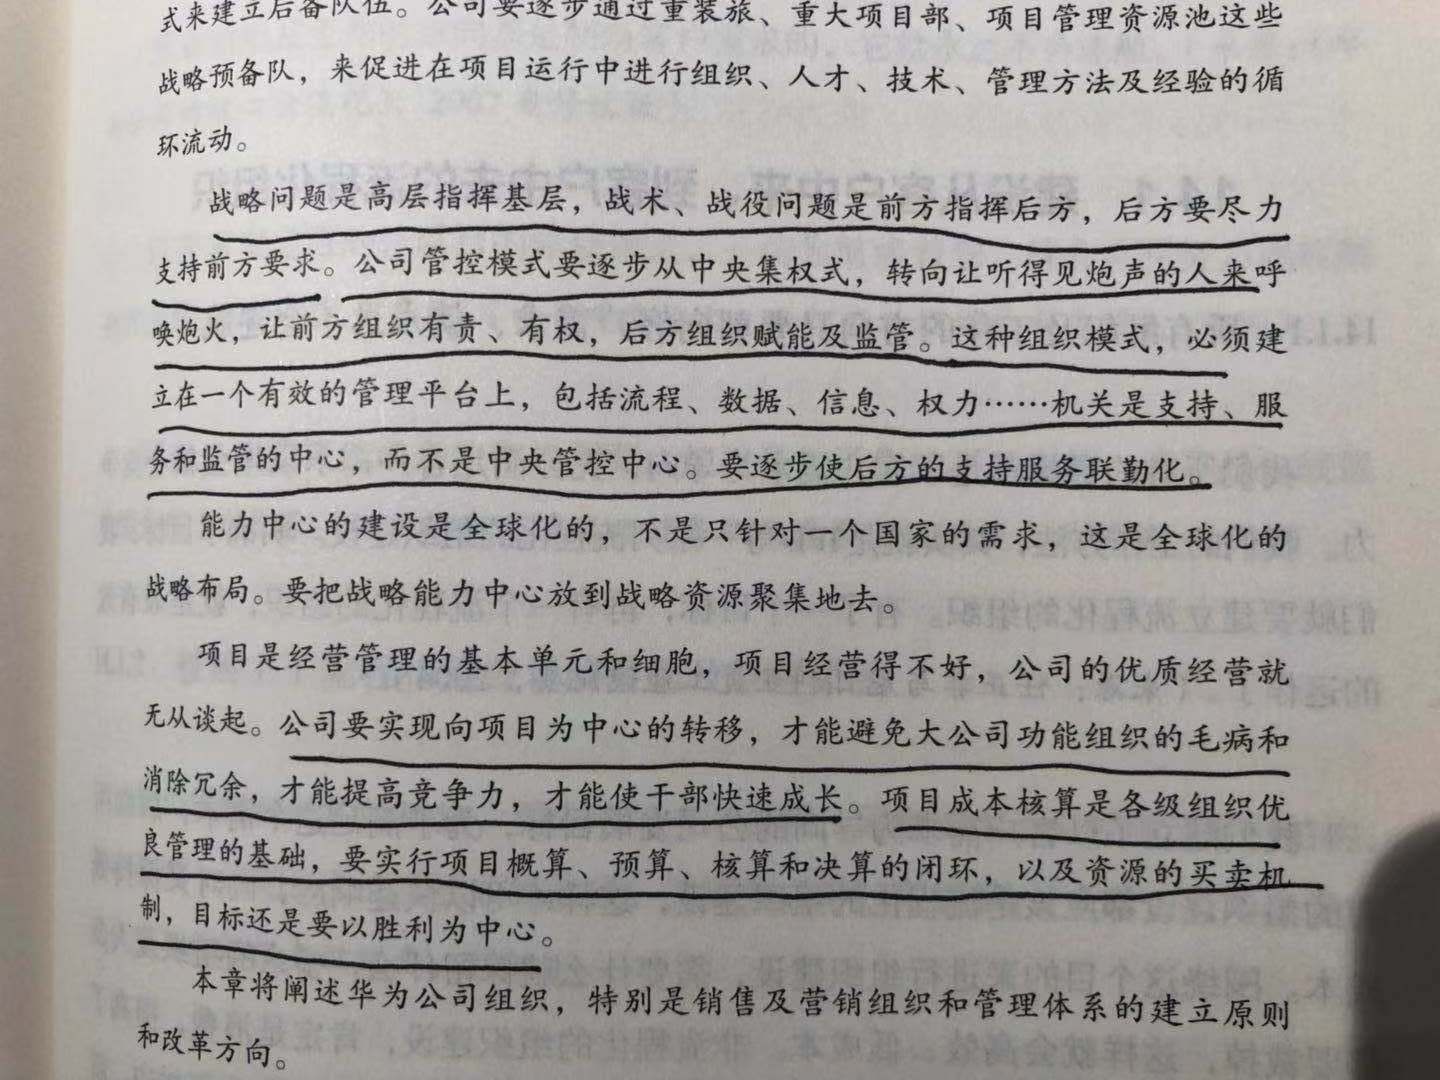 式来建立后备队伍。公司要逐步通过重装旅、重大项目部、项目管理资源池这些
战略预备队，来促进在项目运行中进行组织、人才、技术、管理方法及经验的循
环流动。
战略问题是高层指挥基层，战术、战役问题是前方指挥后方，后方要尽力
支持前方要求。公司管控模式要逐步从中央集权式，转向让听得见炮声的人来呼
唤炮火，让前方组织有责、有权，后方组织赋能及监管。这种组织模式，必须建
立在一个有效的管理平台上，包括流程、数据、信息、权力……机关是支持、服
务和监管的中心，而不是中央管控中心。要逐步使后方的支持服务联勤化。
能力中心的建设是全球化的，不是只针对一个国家的需求，这是全球化的
战略布局。要把战略能力中心放到战略资源聚集地去。
项目是经营管理的基本单元和细胞，项目经营得不好，公司的优质经营就
无从谈起。公司要实现向项目为中心的转移，才能避免大公司功能组织的毛病和
消除冗余，才能提高竞争力，才能使干部快速成长。项目成本核算是各级组织优
良管理的基础，要实行项目概算、预算、核算和决算的闭环，以及资源的买卖机
制，目标还是要以胜利为中心。
本章将阐述华为公司组织，特别是销售及营销组织和管理体系的建立原则
和改革方向。